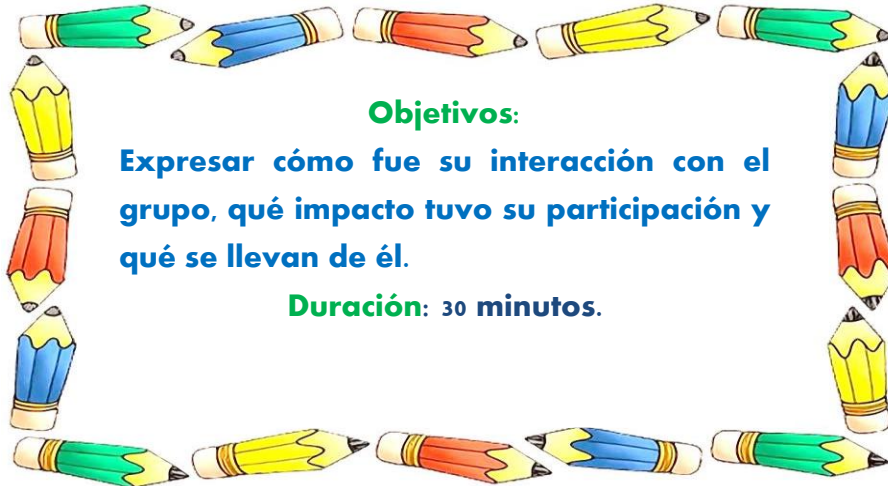 Objetivos:
Expresar cómo fue su interacción con el
grupo, qué impacto tuvo su participación y
qué se llevan de él.
Duración: 30 minutos.